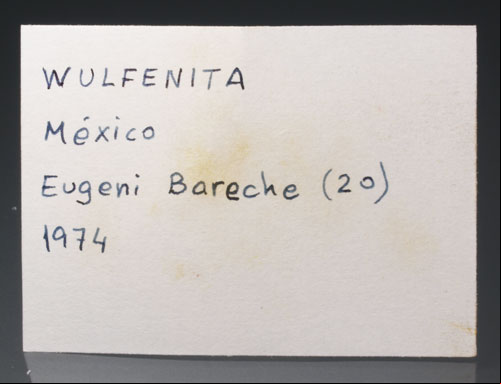 WULFENITA
México
Eugeni Bareche (20)
1974